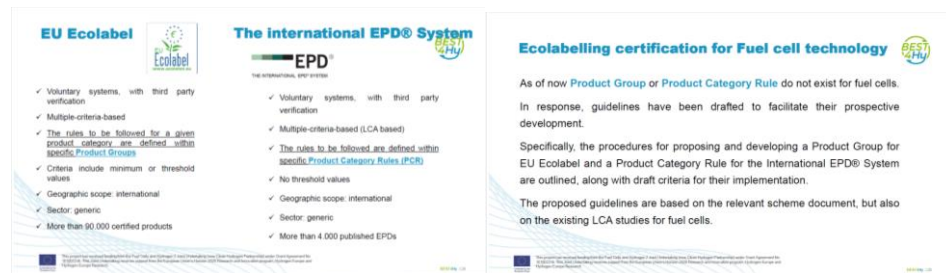 EU Ecolabel
Ecolabel
✓ Voluntary systems, with third party
verification
✓ Multiple-criteria-based
✓ The rules to be followed for a given
product category are defined within
specific Product Groups
✓ Criteria include minimum or threshold
values
✓ Geographic scope: international
✓ Sector: generic
✓ More than 90.000 certified products
The international EPD® System
BEST
4Hy
EPD®
THE INTERNATIONAL EPD® SYSTEM
✓ Voluntary systems, with third party
verification
✓ Multiple-criteria-based (LCA based)
✓ The rules to be followed are defined within
specific Product Category Rules (PCR)
✓ No threshold values
✓ Geographic scope: international
✓ Sector: generic
✓ More than 4.000 published EPDs
Ecolabelling certification for Fuel cell technology
BEST
4Hy
As of now Product Group or Product Category Rule do not exist for fuel cells.
In response, guidelines have been drafted to facilitate their prospective
development.
Specifically, the procedures for proposing and developing a Product Group for
EU Ecolabel and a Product Category Rule for the International EPD® System
are outlined, along with draft criteria for their implementation.
The proposed guidelines are based on the relevant scheme document, but also
on the existing LCA studies for fuel cells.